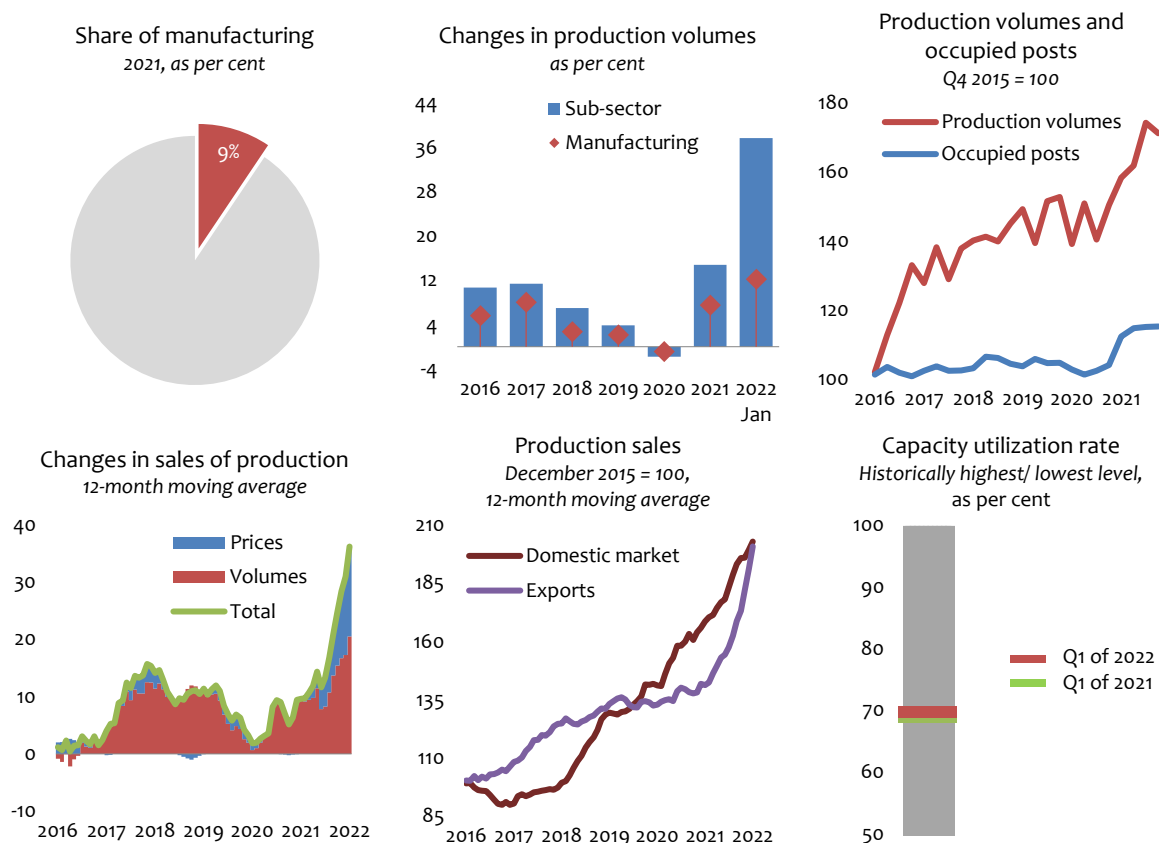 Share of manufacturing
2021, as per cent
9%
Changes in production volumes
as per cent
44
36
28
20
12
4
-4
Sub-sector
Manufacturing
2016 2017 2018 2019 2020 2021 2022
Jan
Production volumes and
occupied posts
Q4 2015 = 100
180
160
140
120
100
Production volumes
Occupied posts
2016 2017 2018 2019 2020 2021
Changes in sales of production
12-month moving average
40
30
20
10
0
-10
Prices
Volumes
Total
2016 2017 2018 2019 2020 2021 2022
Production sales
December 2015 = 100,
12-month moving average
210
185
160
135
110
85
Domestic market
Exports
2016 2017 2018 2019 2020 2021 2022
Capacity utilization rate
Historically highest/ lowest level,
as per cent
100
90
80
70
60
50
Q1 of 2022
Q1 of 2021